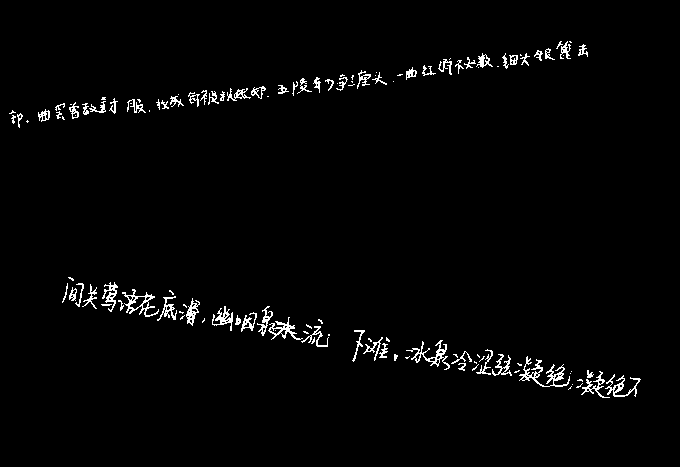 部。曲罢曾教善才服，妆成每被秋娘妒。五陵年少争缠头，一曲红绡不知数，钿头银篦击
间关莺语花底滑，幽咽泉水流 下滩。冰泉冷涩弦凝绝，凝绝不